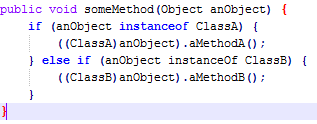 public void someMethod(Object anObject) {
    if (anObject instanceof ClassA) {
        ((ClassA)anObject).aMethodA();
    } else if (anObject instanceOf ClassB) {
        ((ClassB)anObject).aMethodB();
    }
}